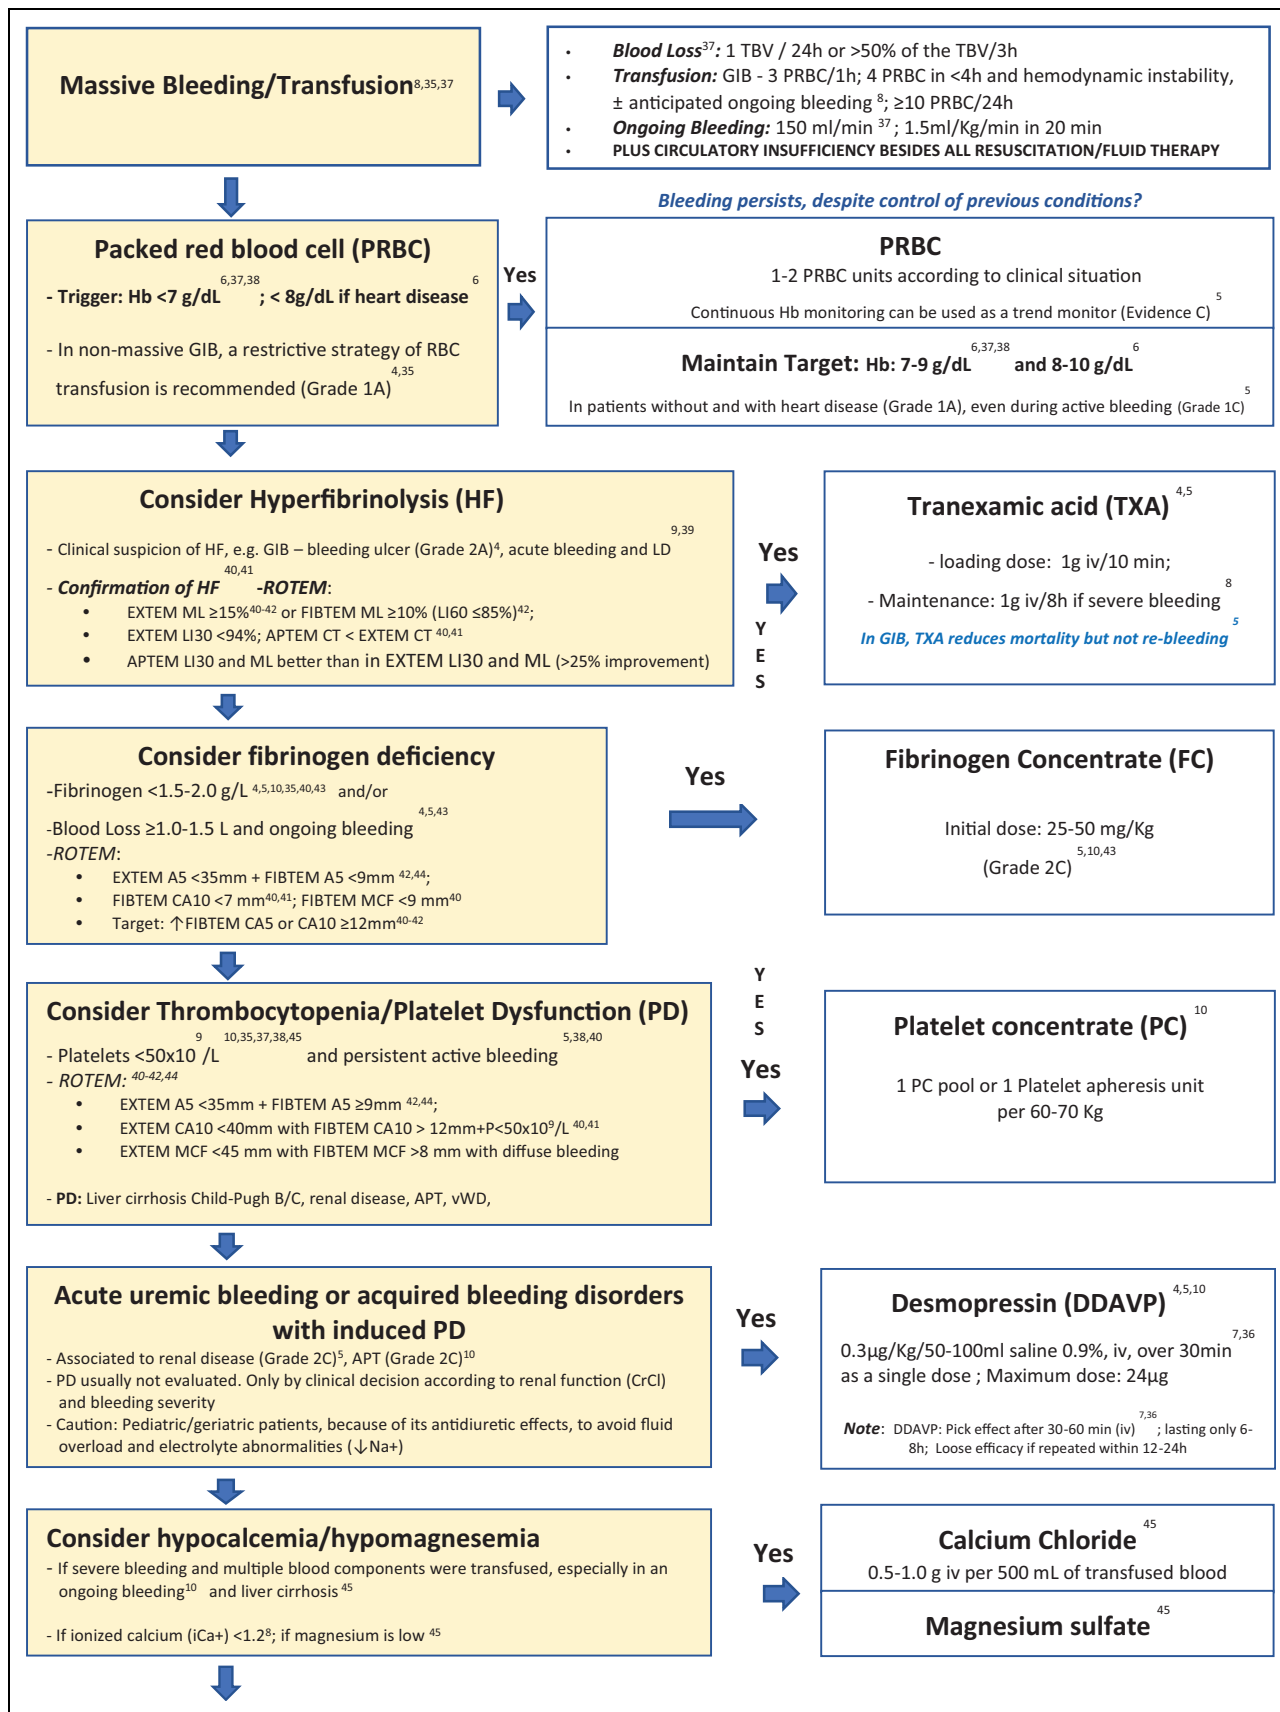 Massive Bleeding/Transfusion8,35,37
• Blood Loss37: 1 TBV / 24h or >50% of the TBV/3h
• Transfusion: GIB - 3 PRBC/1h; 4 PRBC in <4h and hemodynamic instability,
± anticipated ongoing bleeding 8; ≥10 PRBC/24h
• Ongoing Bleeding: 150 ml/min 37 ; 1.5ml/Kg/min in 20 min
• PLUS CIRCULATORY INSUFFICIENCY BESIDES ALL RESUSCITATION/FLUID THERAPY
Bleeding persists, despite control of previous conditions?
Packed red blood cell (PRBC)
- Trigger: Hb <7 g/dL6,37,38; < 8g/dL if heart disease 6
- In non-massive GIB, a restrictive strategy of RBC
transfusion is recommended (Grade 1A)4,35
Yes
PRBC
1-2 PRBC units according to clinical situation
Continuous Hb monitoring can be used as a trend monitor (Evidence C) 5
Maintain Target: Hb: 7-9 g/dL6,37,38 and 8-10 g/dL6
In patients without and with heart disease (Grade 1A), even during active bleeding (Grade 1C) 5
Consider Hyperfibrinolysis (HF)
- Clinical suspicion of HF, e.g. GIB – bleeding ulcer (Grade 2A)4, acute bleeding and LD 9,39
- Confirmation of HF 40,41 -ROTEM:
• EXTEM ML ≥15%40-42 or FIBTEM ML ≥10% (LI60 ≤85%)42;
• EXTEM LI30 <94%; APTEM CT < EXTEM CT 40,41
• APTEM LI30 and ML better than in EXTEM LI30 and ML (>25% improvement)
Yes
Y
E
S
Tranexamic acid (TXA) 4,5
- loading dose: 1g iv/10 min;
- Maintenance: 1g iv/8h if severe bleeding 8
In GIB, TXA reduces mortality but not re-bleeding 5
Consider fibrinogen deficiency
-Fibrinogen <1.5-2.0 g/L 4,5,10,35,40,43 and/or
-Blood Loss ≥1.0-1.5 L and ongoing bleeding 4,5,43
-ROTEM:
• EXTEM A5 <35mm + FIBTEM A5 <9mm 42,44;
• FIBTEM CA10 <7 mm40,41; FIBTEM MCF <9 mm40
• Target: ↑FIBTEM CA5 or CA10 ≥12mm40-42
Yes
Fibrinogen Concentrate (FC)
Initial dose: 25-50 mg/Kg
(Grade 2C) 5,10,43
Consider Thrombocytopenia/Platelet Dysfunction (PD)
- Platelets <50x10 9/L 10,35,37,38,45 and persistent active bleeding 5,38,40
- ROTEM: 40-42,44
• EXTEM A5 <35mm + FIBTEM A5 ≥9mm 42,44;
• EXTEM CA10 <40mm with FIBTEM CA10 > 12mm+P<50x109/L 40,41
• EXTEM MCF <45 mm with FIBTEM MCF >8 mm with diffuse bleeding
- PD: Liver cirrhosis Child-Pugh B/C, renal disease, APT, vWD,
Y
E
S
Yes
Platelet concentrate (PC) 10
1 PC pool or 1 Platelet apheresis unit
per 60-70 Kg
Acute uremic bleeding or acquired bleeding disorders
with induced PD
- Associated to renal disease (Grade 2C)5, APT (Grade 2C)10
- PD usually not evaluated. Only by clinical decision according to renal function (CrCl)
and bleeding severity
- Caution: Pediatric/geriatric patients, because of its antidiuretic effects, to avoid fluid
overload and electrolyte abnormalities (↓Na+)
Yes
Desmopressin (DDAVP) 4,5,10
0.3µg/Kg/50-100ml saline 0.9%, iv, over 30min 7,36
as a single dose ; Maximum dose: 24µg
Note: DDAVP: Pick effect after 30-60 min (iv) 7,36; lasting only 6-
8h; Loose efficacy if repeated within 12-24h
Consider hypocalcemia/hypomagnesemia
- If severe bleeding and multiple blood components were transfused, especially in an
ongoing bleeding10 and liver cirrhosis 45
- If ionized calcium (iCa+) <1.28; if magnesium is low 45
Yes
Calcium Chloride 45
0.5-1.0 g iv per 500 mL of transfused blood
Magnesium sulfate 45